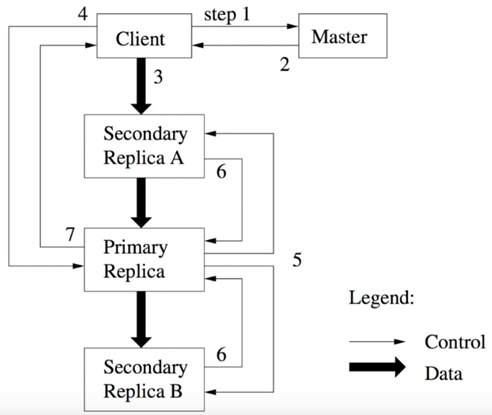 4
step 1
Client
Master
2
3
Secondary
Replica A
6
7
Primary
Replica
5
Legend:
Control
Secondary
Replica B
6
Data